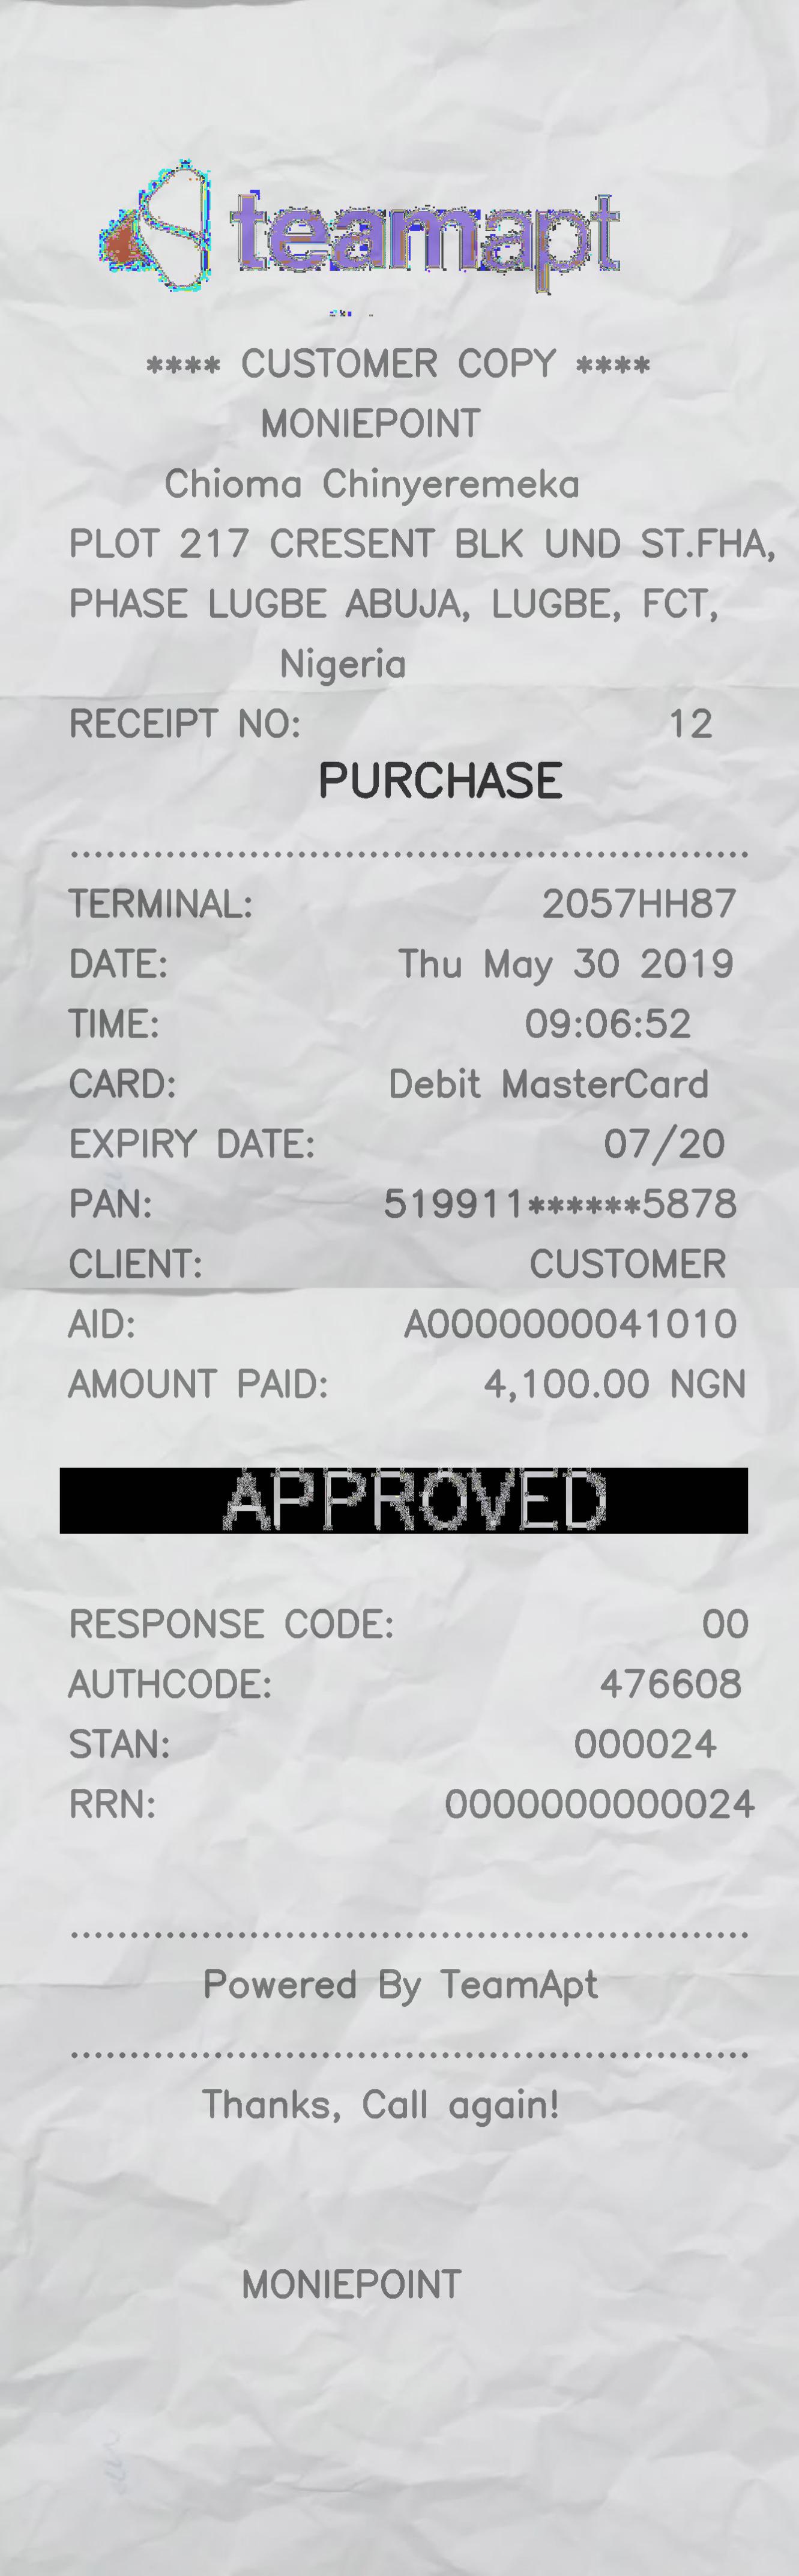 teamapt
**** CUSTOMER COPY ****
MONIEPOINT
Chioma Chinyeremeka
PLOT 217 CRESENT BLK UND ST.FHA,
PHASE LUGBE ABUJA, LUGBE, FCT,
Nigeria
RECEIPT NO: 12
PURCHASE
TERMINAL: 2057HH87
DATE: Thu May 30 2019
TIME: 09:06:52
CARD: Debit MasterCard
EXPIRY DATE: 07/20
PAN: 519911******5878
CLIENT: CUSTOMER
AID: A0000000041010
AMOUNT PAID: 4,100.00 NGN
APPROVED
RESPONSE CODE: 00
AUTHCODE: 476608
STAN: 000024
RRN: 0000000000024
Powered By TeamApt
Thanks, Call again!
MONIEPOINT